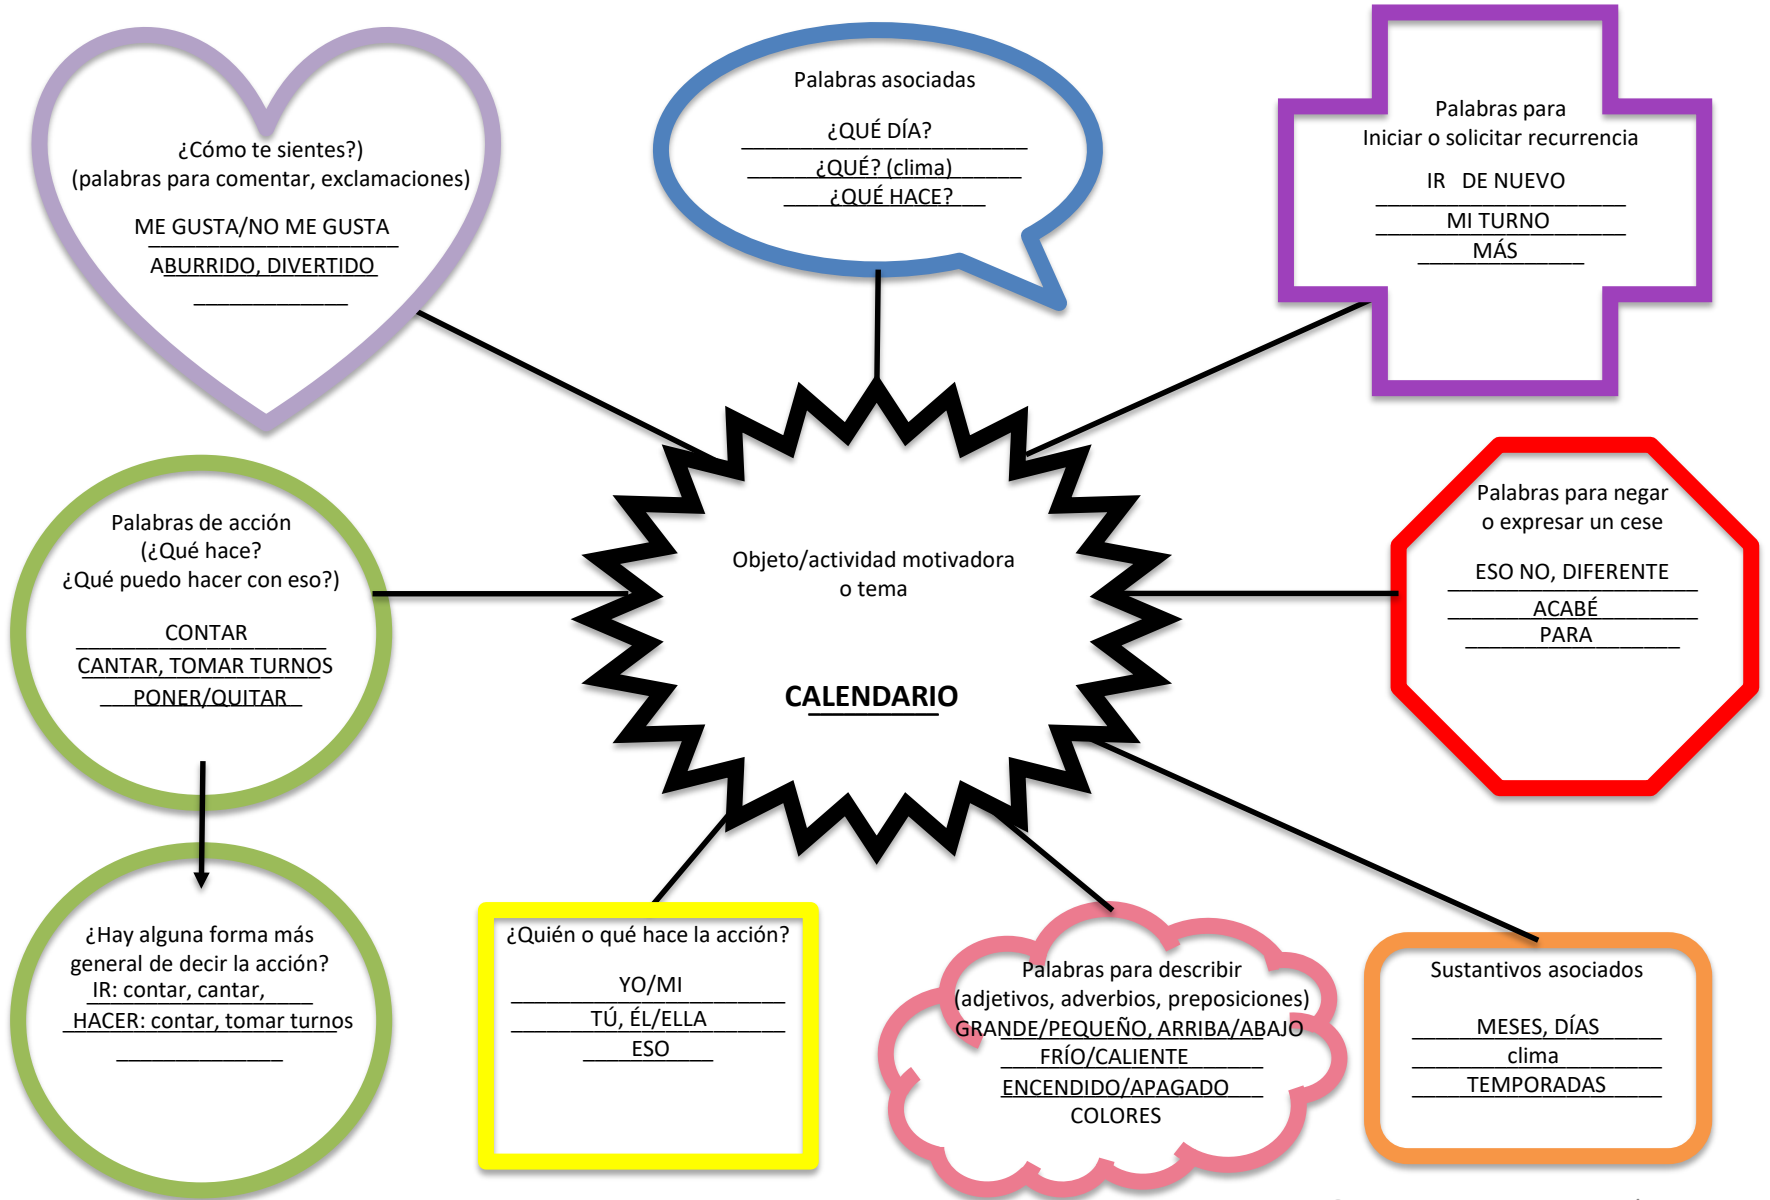 ¿Cómo te sientes?)
(palabras para comentar, exclamaciones)
ME GUSTA/NO ME GUSTA
ABURRIDO, DIVERTIDO
Palabras asociadas
¿QUÉ DÍA?
¿QUÉ? (clima)
¿QUÉ HACE?
Palabras para
Iniciar o solicitar recurrencia
IR   DE NUEVO
MI TURNO
MÁS
Palabras de acción
(¿Qué hace?
¿Qué puedo hacer con eso?)
CONTAR
CANTAR, TOMAR TURNOS
PONER/QUITAR
Objeto/actividad motivadora
o tema
CALENDARIO
Palabras para negar
o expresar un cese
ESO NO, DIFERENTE
ACABÉ
PARA
¿Hay alguna forma más
general de decir la acción?
IR: contar, cantar,
HACER: contar, tomar turnos
¿Quién o qué hace la acción?
YO/MI
TÚ, ÉL/ELLA
ESO
Palabras para describir
(adjetivos, adverbios, preposiciones)
GRANDE/PEQUEÑO, ARRIBA/ABAJO
FRÍO/CALIENTE
ENCENDIDO/APAGADO
COLORES
Sustantivos asociados
MESES, DÍAS
clima
TEMPORADAS